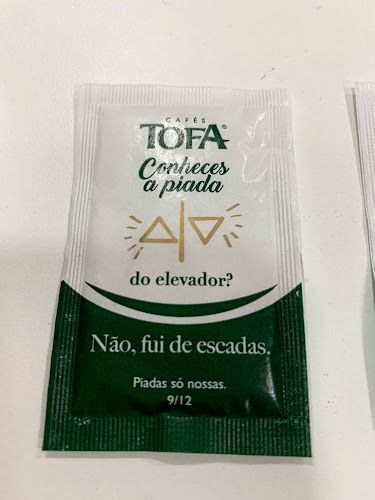 CAFÉS
TOFA®
Conheces
a piada
do elevador?
Não, fui de escadas.
Piadas só nossas.
9/12